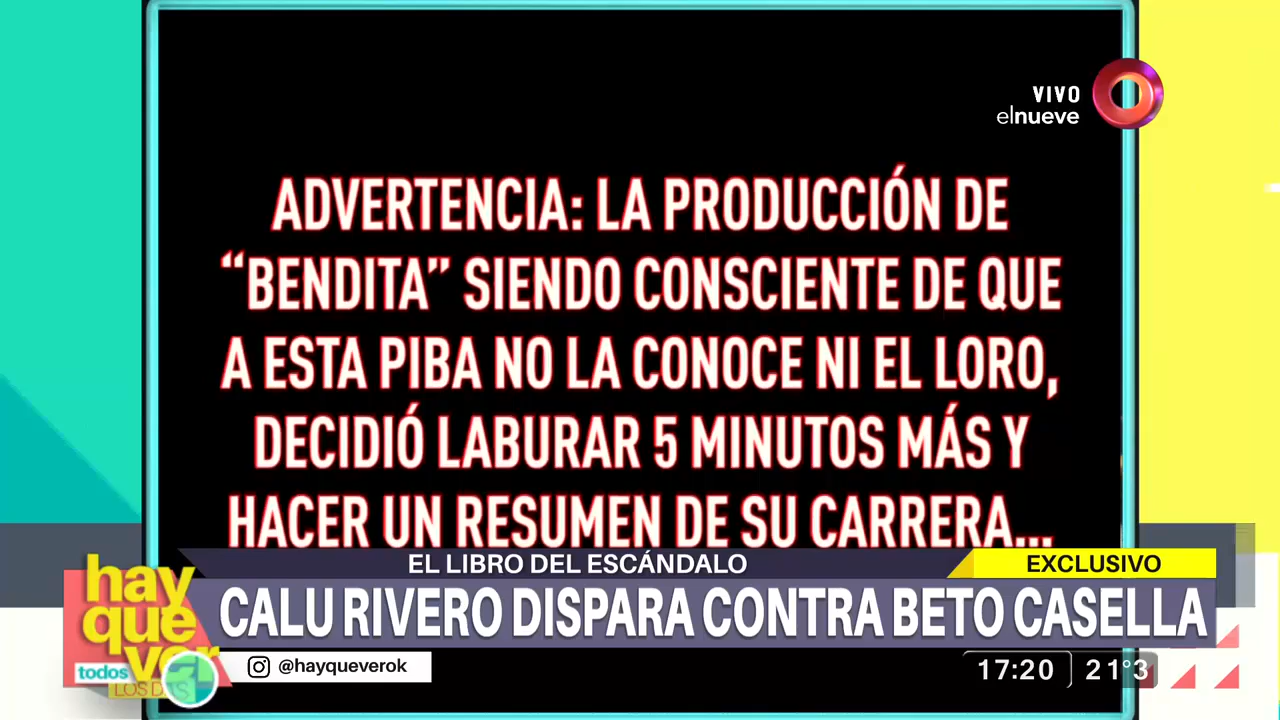 VIVO
elnueve
ADVERTENCIA: LA PRODUCCIÓN DE
“BENDITA” SIENDO CONSCIENTE DE QUE
A ESTA PIBA NO LA CONOCE NI EL LORO,
DECIDIÓ LABURAR 5 MINUTOS MÁS Y
HACER UN RESUMEN DE SU CARRERA...
EL LIBRO DEL ESCÁNDALO
EXCLUSIVO
CALU RIVERO DISPARA CONTRA BETO CASELLA
hay
que
ver
todos
LOS DÍAS
@hayqueverok
17:20
21°3